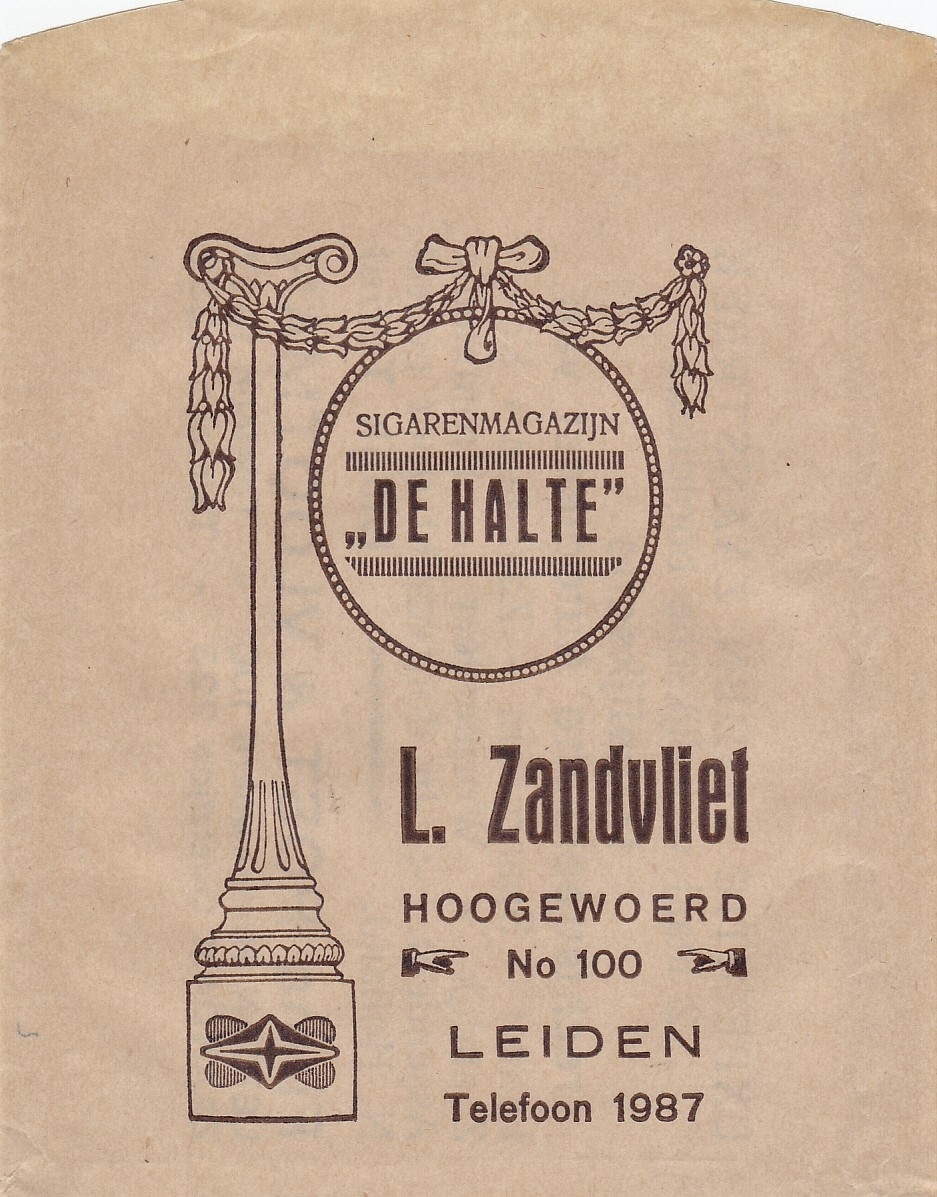 SIGARENMAGAZIJN
„DE HALTE”
L. Zandvliet
HOOGEWOERD
No 100
LEIDEN
Telefoon 1987